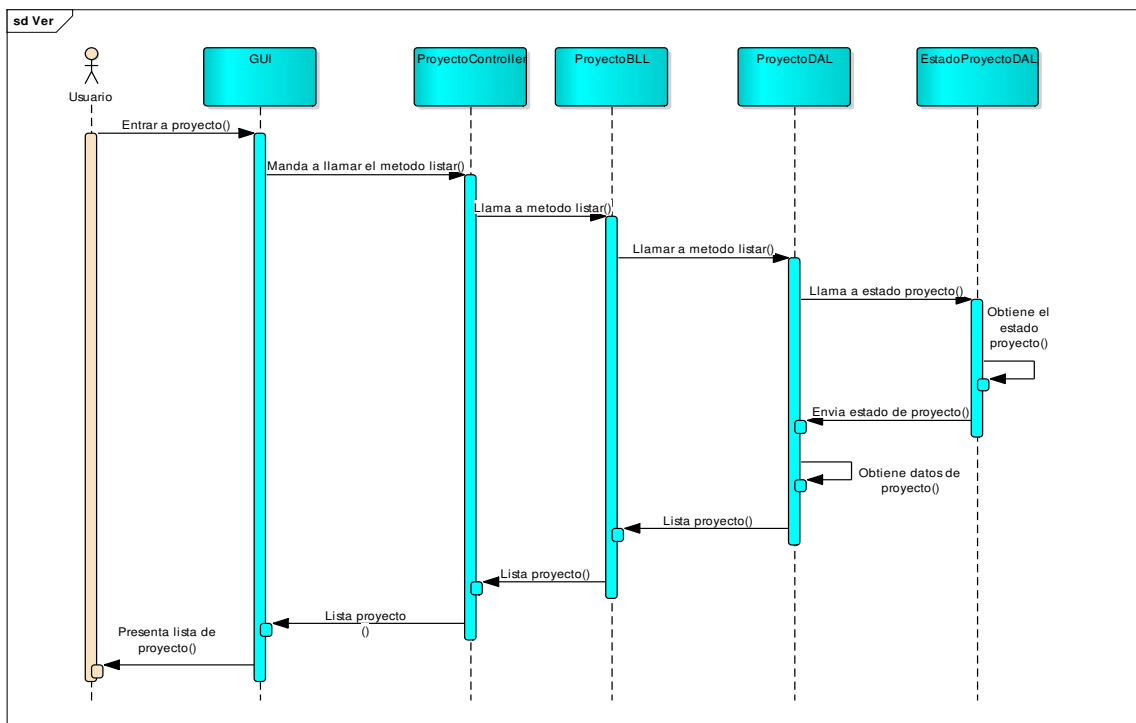 sd Ver
Usuario
GUI
ProyectoController
ProyectoBLL
ProyectoDAL
EstadoProyectoDAL
Entrar a proyecto()
Manda a llamar el metodo listar()
Llama a metodo listar()
Llamar a metodo listar()
Llama a estado proyecto()
Obtiene el
estado
proyecto()
Envia estado de proyecto()
Obtiene datos de
proyecto()
Lista proyecto()
Lista proyecto()
Lista proyecto
()
Presenta lista de
proyecto()